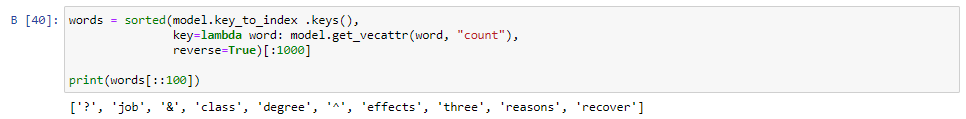 В [40]: words = sorted(model.key_to_index .keys(),
key=lambda word: model.get_vecattr(word, "count"),
reverse=True)[:1000]
print(words[::100])
['?', 'job', '&', 'class', 'degree', '^', 'effects', 'three', 'reasons', 'recover']